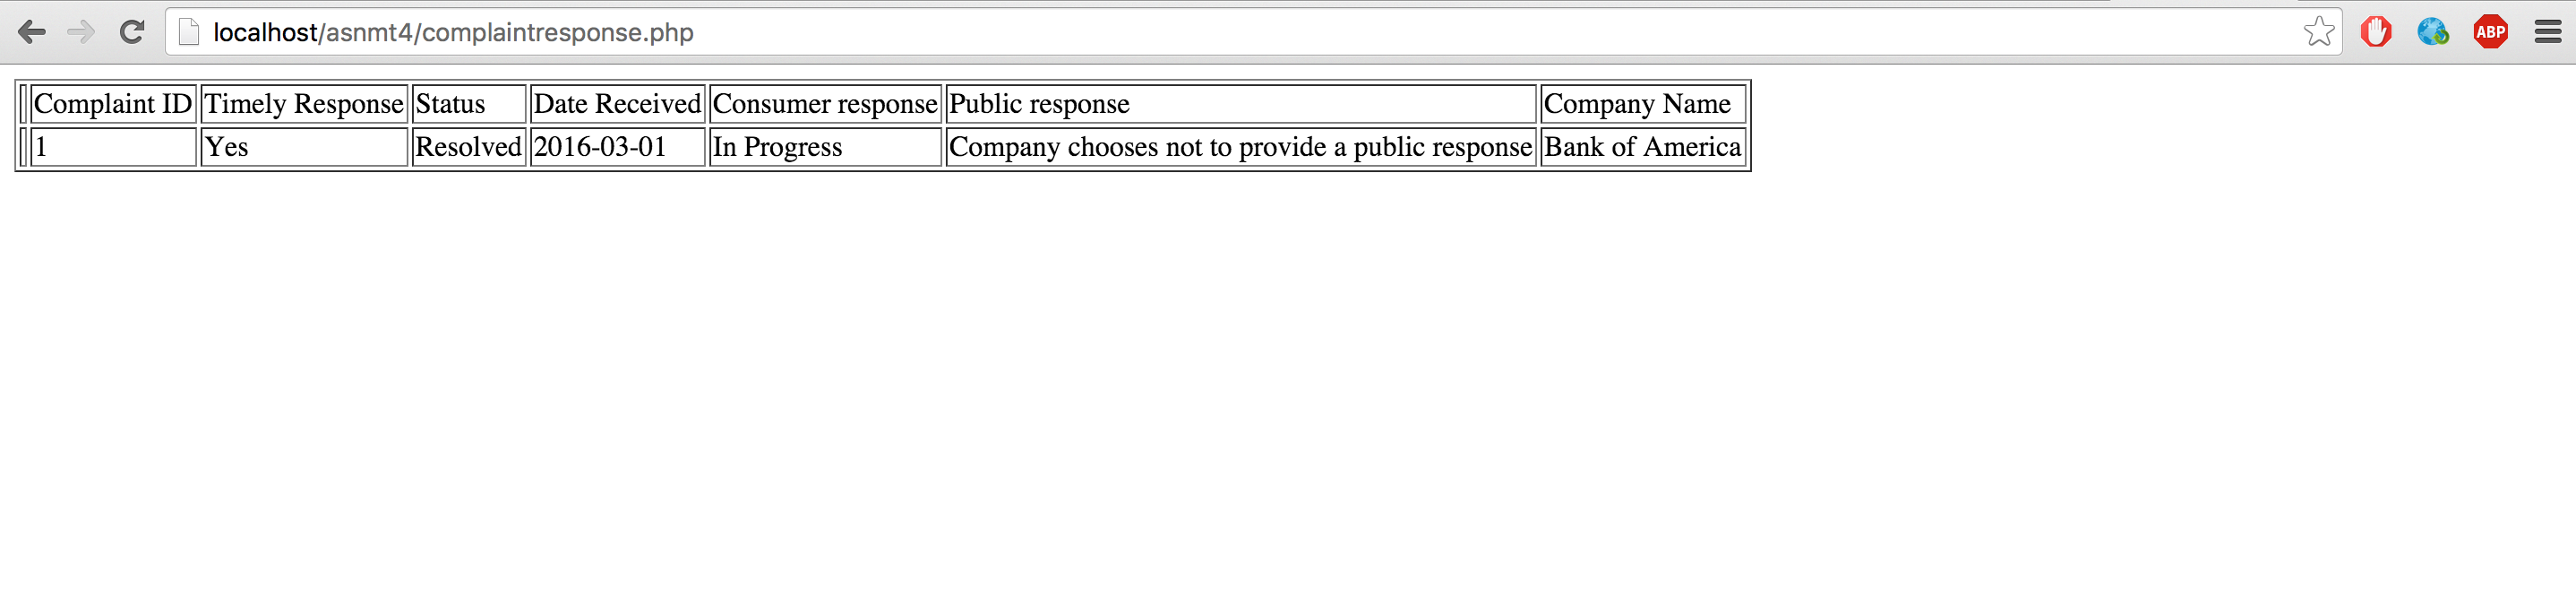 localhost/asnmt4/complaintresponse.php
ABP
Complaint ID Timely Response Status Date Received Consumer response Public response Company Name
1 Yes Resolved 2016-03-01 In Progress Company chooses not to provide a public response Bank of America